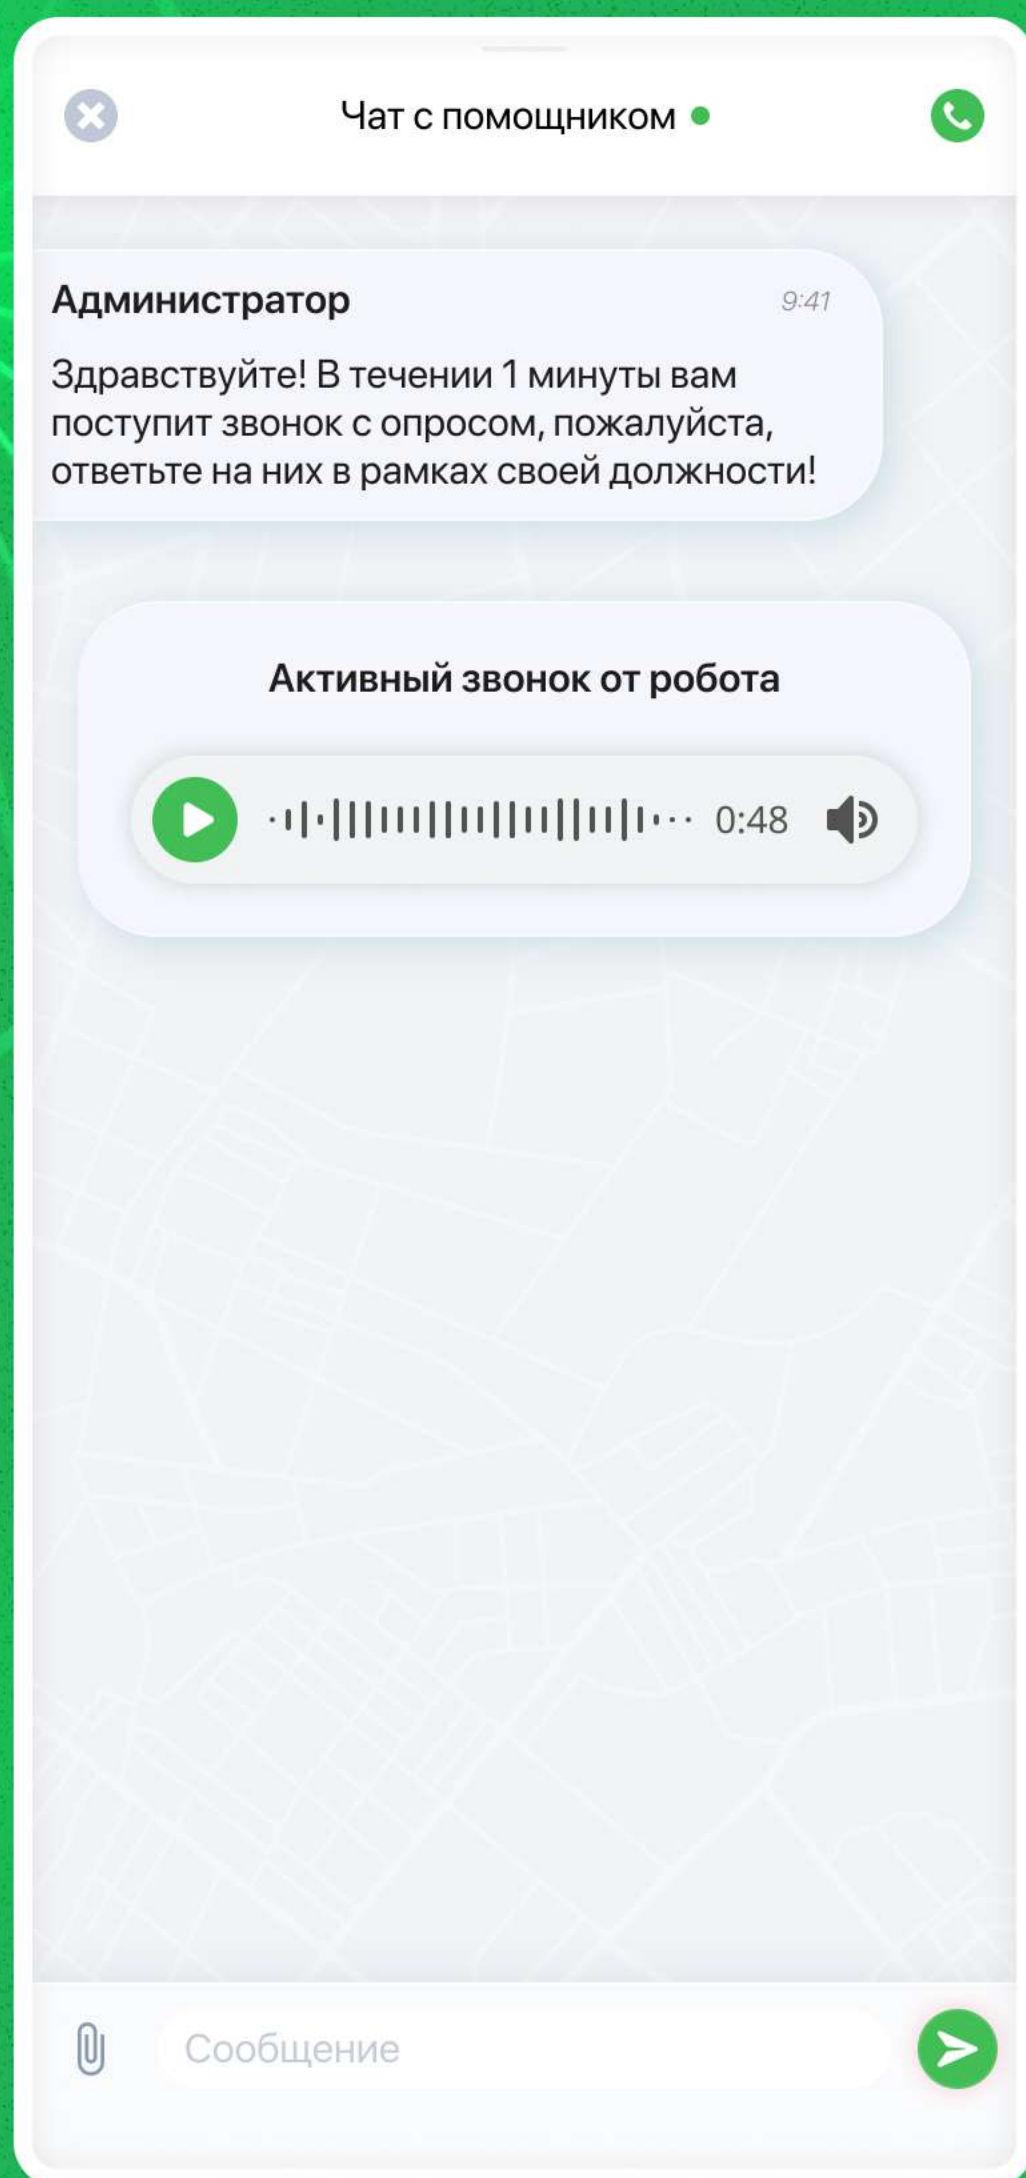 Чат с помощником
Администратор 9:41
Здравствуйте! В течении 1 минуты вам
поступит звонок с опросом, пожалуйста,
ответьте на них в рамках своей должности!
Активный звонок от робота
0:48
Сообщение